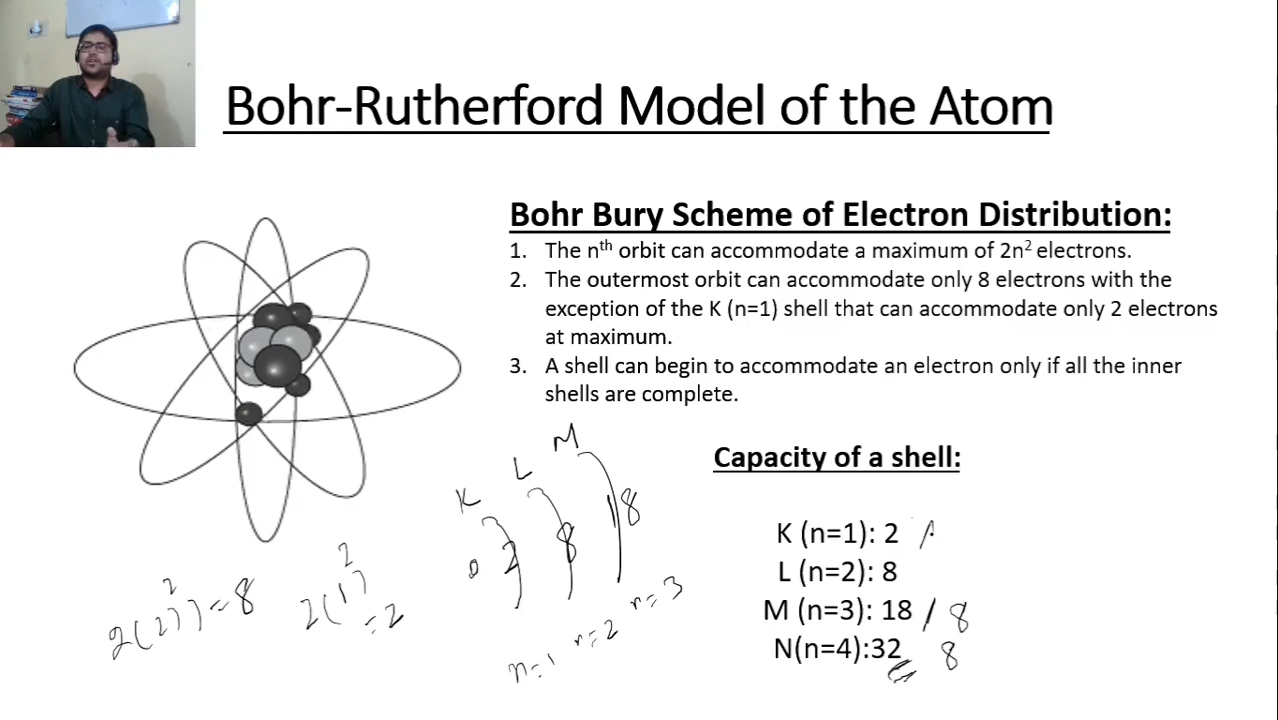 Bohr-Rutherford Model of the Atom
Bohr Bury Scheme of Electron Distribution:
1. The nth orbit can accommodate a maximum of 2n² electrons.
2. The outermost orbit can accommodate only 8 electrons with the
exception of the K (n=1) shell that can accommodate only 2 electrons
at maximum.
3. A shell can begin to accommodate an electron only if all the inner
shells are complete.
Capacity of a shell:
K (n=1): 2
L (n=2): 8
M (n=3): 18 / 8
N(n=4):32 8
K L M
2 8 18
n=1 n=2 n=3
2(2)² = 8
2(1)²
= 2